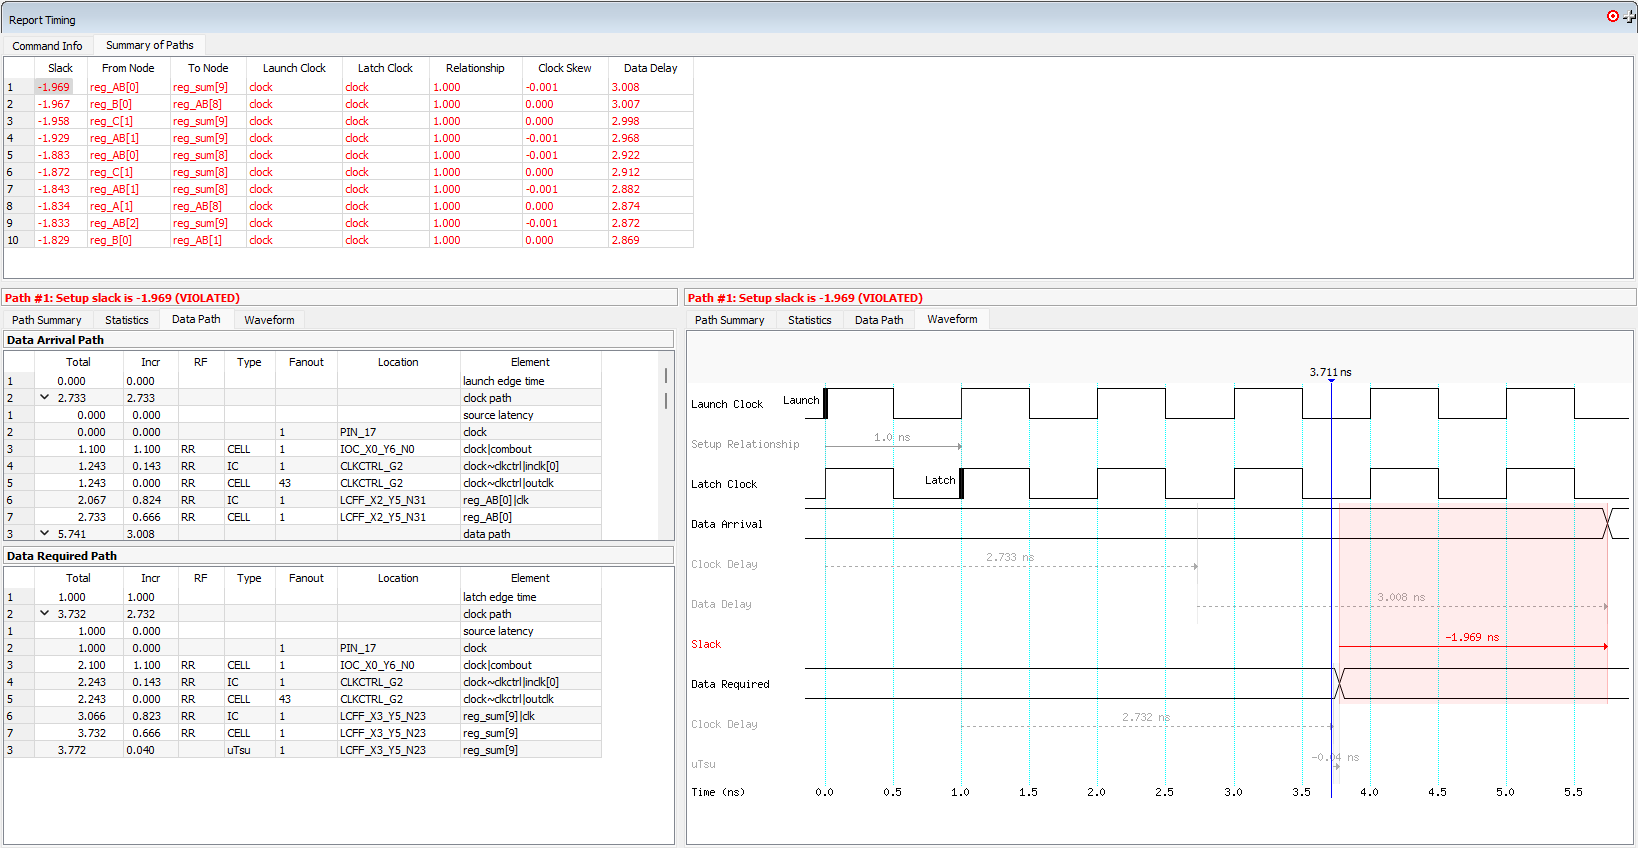 Report Timing
Command Info Summary of Paths
Slack From Node To Node Launch Clock Latch Clock Relationship Clock Skew Data Delay
1 -1.969 reg_AB[0] reg_sum[9] clock clock 1.000 -0.001 3.008
2 -1.967 reg_B[0] reg_AB[8] clock clock 1.000 0.000 3.007
3 -1.958 reg_C[1] reg_sum[9] clock clock 1.000 0.000 2.998
4 -1.929 reg_AB[1] reg_sum[9] clock clock 1.000 -0.001 2.968
5 -1.883 reg_AB[0] reg_sum[8] clock clock 1.000 -0.001 2.922
6 -1.872 reg_C[1] reg_sum[8] clock clock 1.000 0.000 2.912
7 -1.843 reg_AB[1] reg_sum[8] clock clock 1.000 -0.001 2.882
8 -1.834 reg_A[1] reg_AB[8] clock clock 1.000 0.000 2.874
9 -1.833 reg_AB[2] reg_sum[9] clock clock 1.000 -0.001 2.872
10 -1.829 reg_B[0] reg_AB[1] clock clock 1.000 0.000 2.869
Path #1: Setup slack is -1.969 (VIOLATED)
Path Summary Statistics Data Path Waveform
Data Arrival Path
Total Incr RF Type Fanout Location Element
1 0.000 0.000 launch edge time
2 2.733 2.733 clock path
1 0.000 0.000 source latency
2 0.000 0.000 1 PIN_17 clock
3 1.100 1.100 RR CELL 1 IOC_X0_Y6_N0 clock|combout
4 1.243 0.143 RR IC 1 CLKCTRL_G2 clock~clkctrl|inclk[0]
5 1.243 0.000 RR CELL 43 CLKCTRL_G2 clock~clkctrl|outclk
6 2.067 0.824 RR IC 1 LCFF_X2_Y5_N31 reg_AB[0]|clk
7 2.733 0.666 RR CELL 1 LCFF_X2_Y5_N31 reg_AB[0]
3 5.741 3.008 data path
Data Required Path
Total Incr RF Type Fanout Location Element
1 1.000 1.000 latch edge time
2 3.732 2.732 clock path
1 1.000 0.000 source latency
2 1.000 0.000 1 PIN_17 clock
3 2.100 1.100 RR CELL 1 IOC_X0_Y6_N0 clock|combout
4 2.243 0.143 RR IC 1 CLKCTRL_G2 clock~clkctrl|inclk[0]
5 2.243 0.000 RR CELL 43 CLKCTRL_G2 clock~clkctrl|outclk
6 3.066 0.823 RR IC 1 LCFF_X3_Y5_N23 reg_sum[9]|clk
7 3.732 0.666 RR CELL 1 LCFF_X3_Y5_N23 reg_sum[9]
3 3.772 0.040 uTsu 1 LCFF_X3_Y5_N23 reg_sum[9]
Path #1: Setup slack is -1.969 (VIOLATED)
Path Summary Statistics Data Path Waveform
3.711 ns
Launch Clock Launch
Setup Relationship 1.0 ns
Latch Clock Latch
Data Arrival
Clock Delay 2.733 ns
Data Delay 3.008 ns
Slack -1.969 ns
Data Required
Clock Delay 2.732 ns
uTsu -0.04 ns
Time (ns) 0.0 0.5 1.0 1.5 2.0 2.5 3.0 3.5 4.0 4.5 5.0 5.5